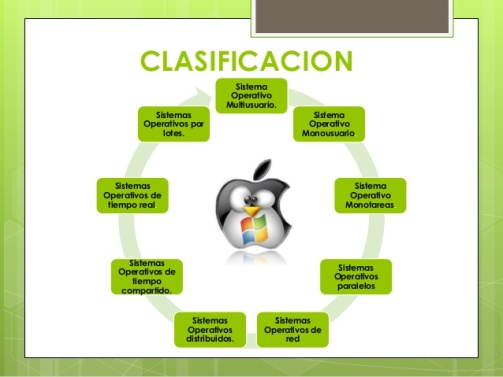 CLASIFICACION
Sistema
Operativo
Multiusuario.
Sistema
Operativo
Monousuario
Sistema
Operativo
Monotareas
Sistemas
Operativos
paralelos
Sistemas
Operativos de
red
Sistemas
Operativos
distribuidos.
Sistemas
Operativos de
tiempo
compartido.
Sistemas
Operativos de
tiempo real
Sistemas
Operativos por
lotes.